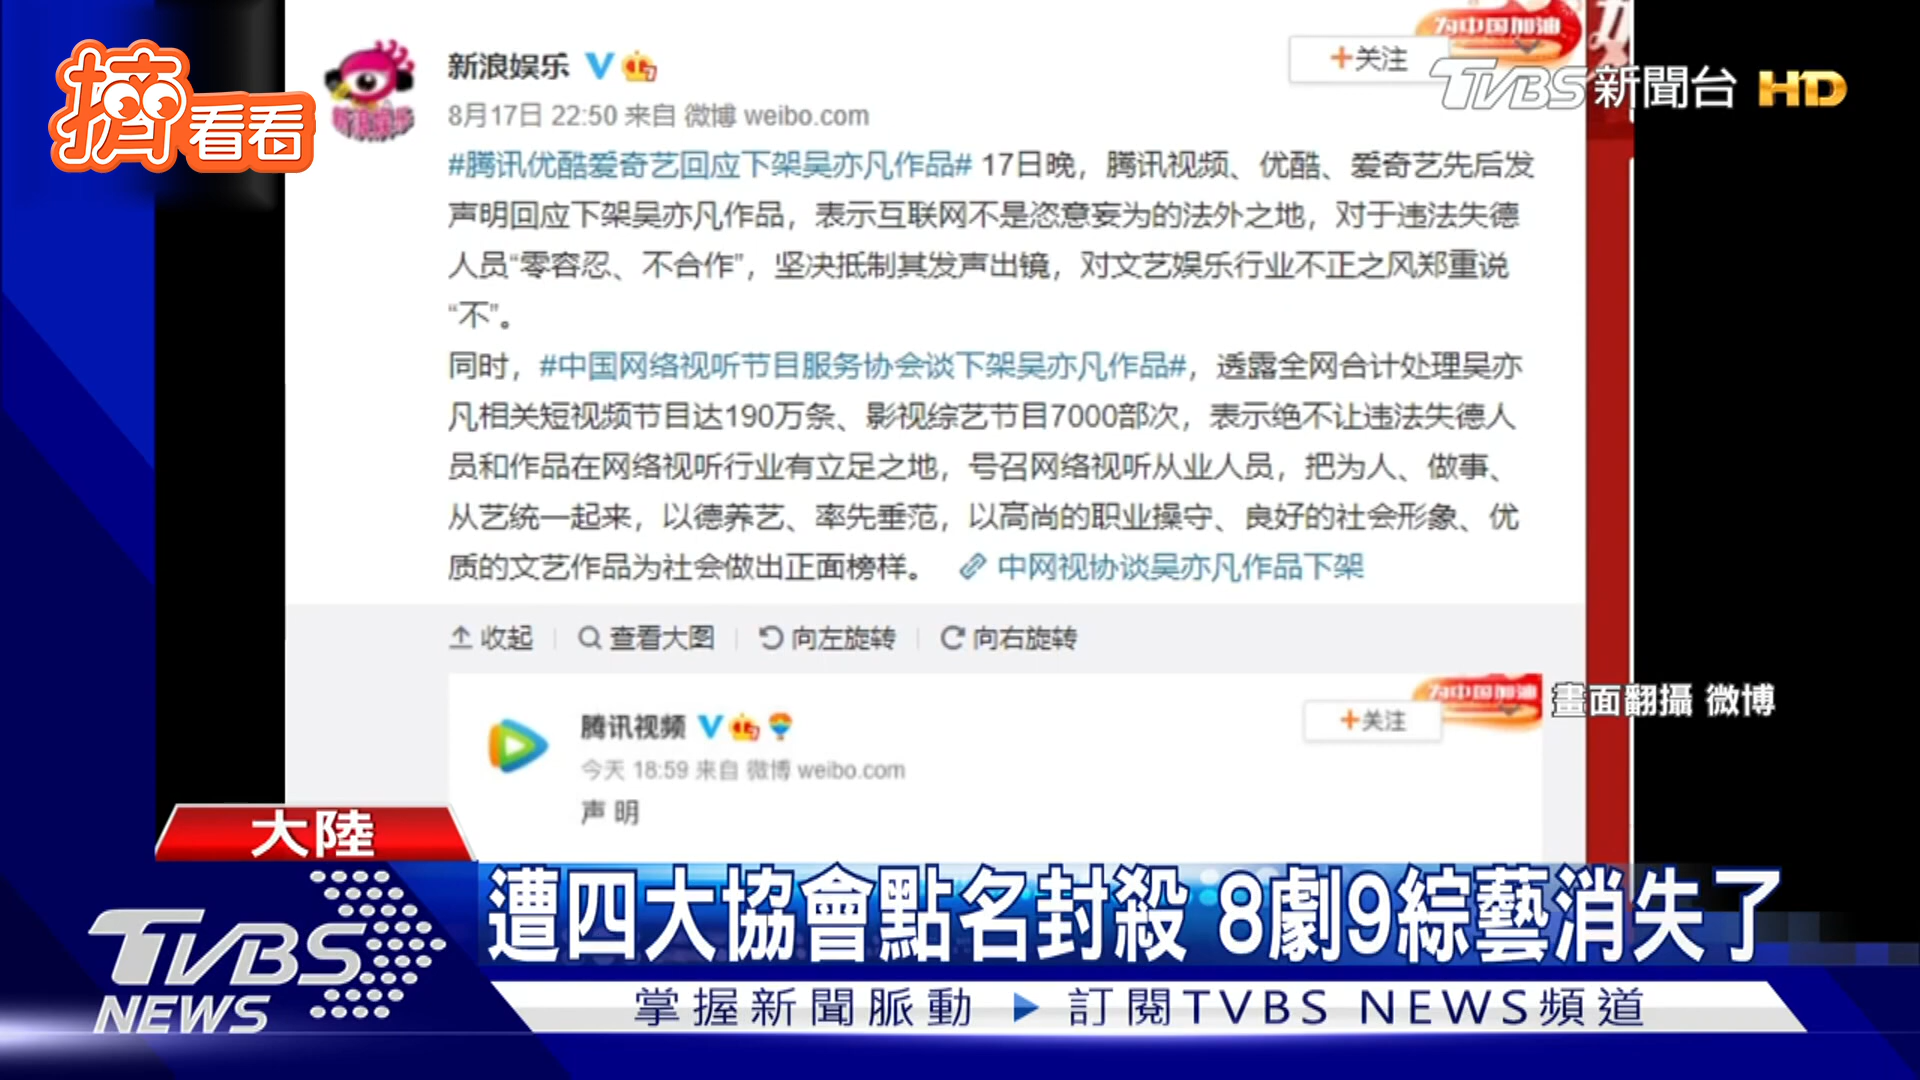 擠看看
新浪娱乐
为中国加油
+关注
TVBS新聞台 HD
8月17日 22:50 来自 微博 weibo.com
#腾讯优酷爱奇艺回应下架吴亦凡作品# 17日晚，腾讯视频、优酷、爱奇艺先后发
声明回应下架吴亦凡作品，表示互联网不是恣意妄为的法外之地，对于违法失德
人员“零容忍、不合作”，坚决抵制其发声出镜，对文艺娱乐行业不正之风郑重说
“不”。
同时，#中国网络视听节目服务协会谈下架吴亦凡作品#，透露全网合计处理吴亦
凡相关短视频节目达190万条、影视综艺节目7000部次，表示绝不让违法失德人
员和作品在网络视听行业有立足之地，号召网络视听从业人员，把为人、做事、
从艺统一起来，以德养艺、率先垂范，以高尚的职业操守、良好的社会形象、优
质的文艺作品为社会做出正面榜样。 中网视协谈吴亦凡作品下架
收起 查看大图 向左旋转 向右旋转
腾讯视频
为中国加油
+关注
畫面翻攝 微博
今天 18:59 来自 微博 weibo.com
声 明
大陸
遭四大協會點名封殺 8劇9綜藝消失了
TVBS
NEWS
掌握新聞脈動 ▶ 訂閱TVBS NEWS頻道